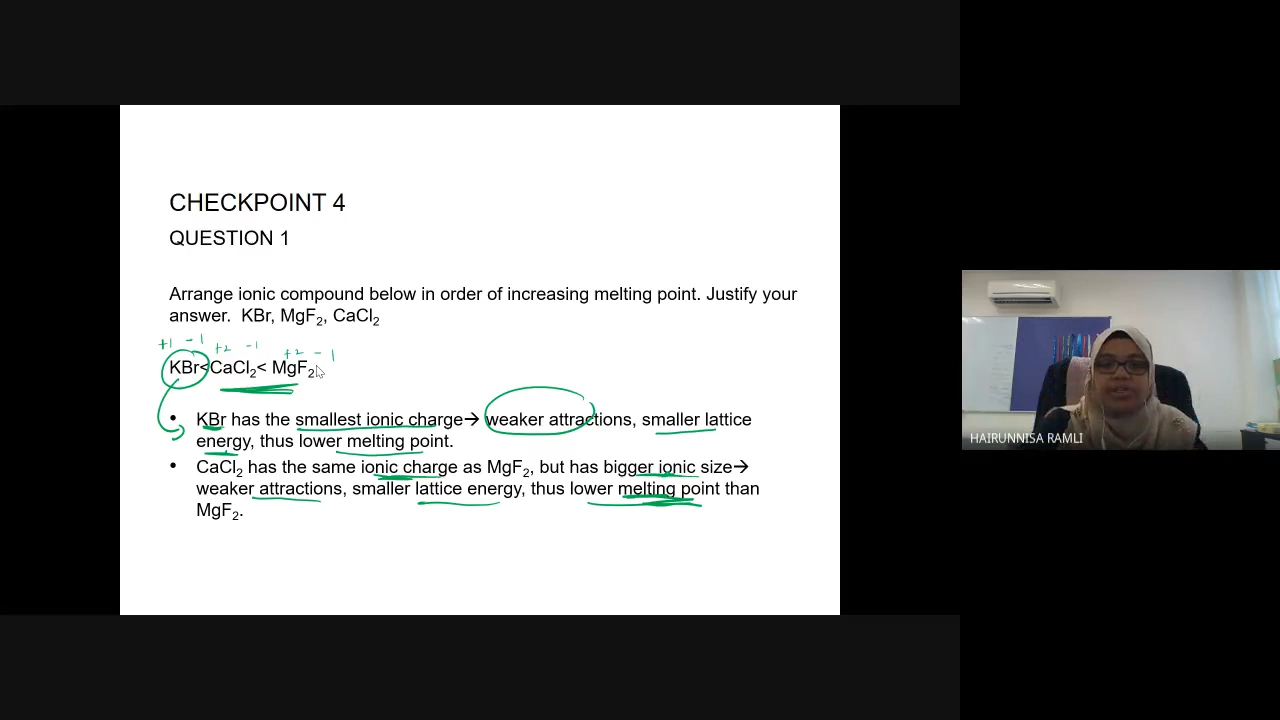 CHECKPOINT 4
QUESTION 1
Arrange ionic compound below in order of increasing melting point. Justify your
answer. KBr, MgF₂, CaCl₂
+1 -1 +2 -1 +2 -1
KBr<CaCl₂< MgF₂
• KBr has the smallest ionic charge→ weaker attractions, smaller lattice
energy, thus lower melting point.
• CaCl₂ has the same ionic charge as MgF₂, but has bigger ionic size→
weaker attractions, smaller lattice energy, thus lower melting point than
MgF₂.
HAIRUNNISA RAMLI